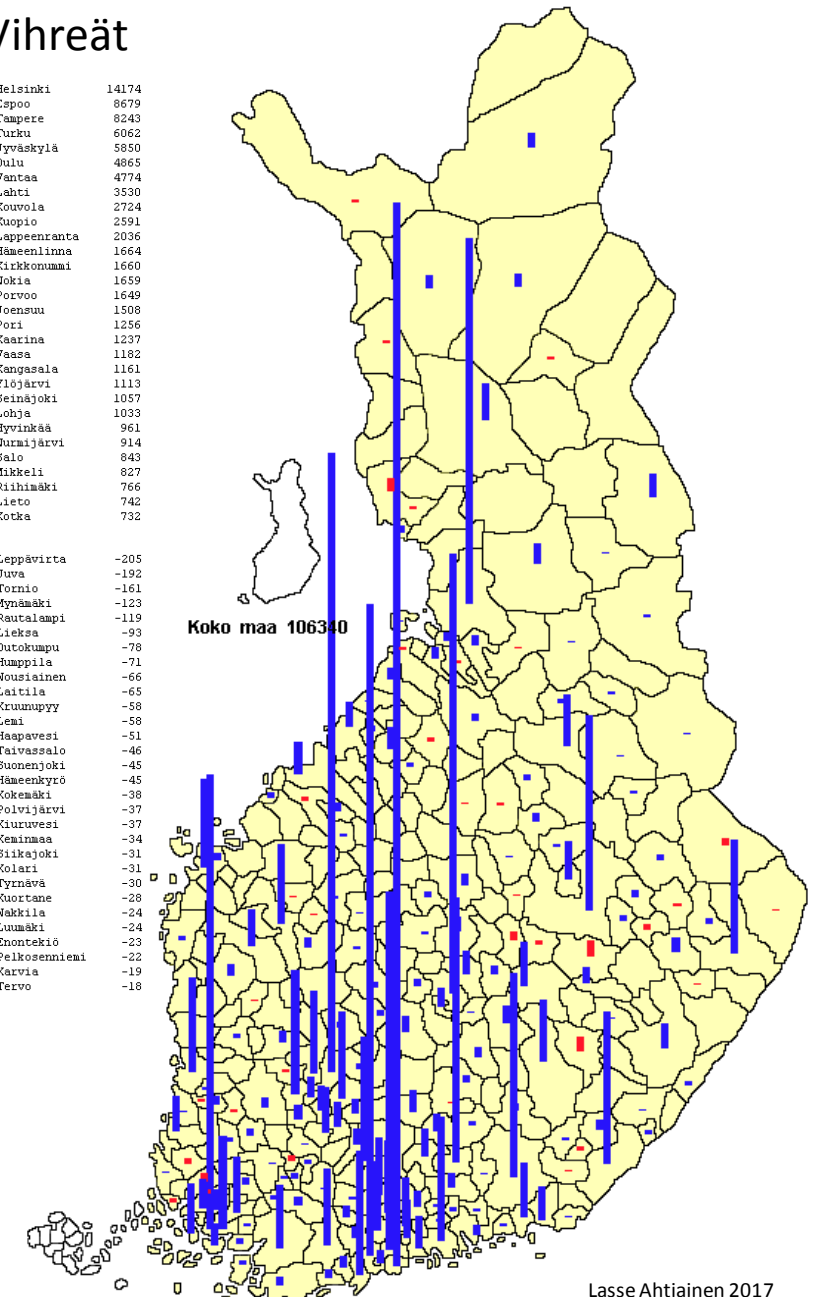 Vihreät
Helsinki 14174
Espoo 8679
Tampere 8243
Turku 6062
Jyväskylä 5850
Oulu 4865
Vantaa 4774
Lahti 3530
Kouvola 2724
Kuopio 2591
Lappeenranta 2036
Hämeenlinna 1664
Kirkkonummi 1660
Nokia 1659
Porvoo 1649
Joensuu 1508
Pori 1256
Kaarina 1237
Vaasa 1182
Kangasala 1161
Ylöjärvi 1113
Seinäjoki 1057
Lohja 1033
Hyvinkää 961
Nurmijärvi 914
Salo 843
Mikkeli 827
Riihimäki 766
Lieto 742
Kotka 732
Leppävirta -205
Juva -192
Tornio -161
Mynämäki -123
Rautalampi -119
Lieksa -93
Outokumpu -78
Humppila -71
Nousiainen -66
Laitila -65
Kruunupyy -58
Lemi -58
Haapavesi -51
Taivassalo -46
Suonenjoki -45
Hämeenkyrö -45
Kokemäki -38
Polvijärvi -37
Kiuruvesi -37
Keminmaa -34
Siikajoki -31
Kolari -31
Tyrnävä -30
Kuortane -28
Nakkila -24
Luumäki -24
Enontekiö -23
Pelkosenniemi -22
Karvia -19
Tervo -18
Koko maa 106340
Lasse Ahtiainen 2017